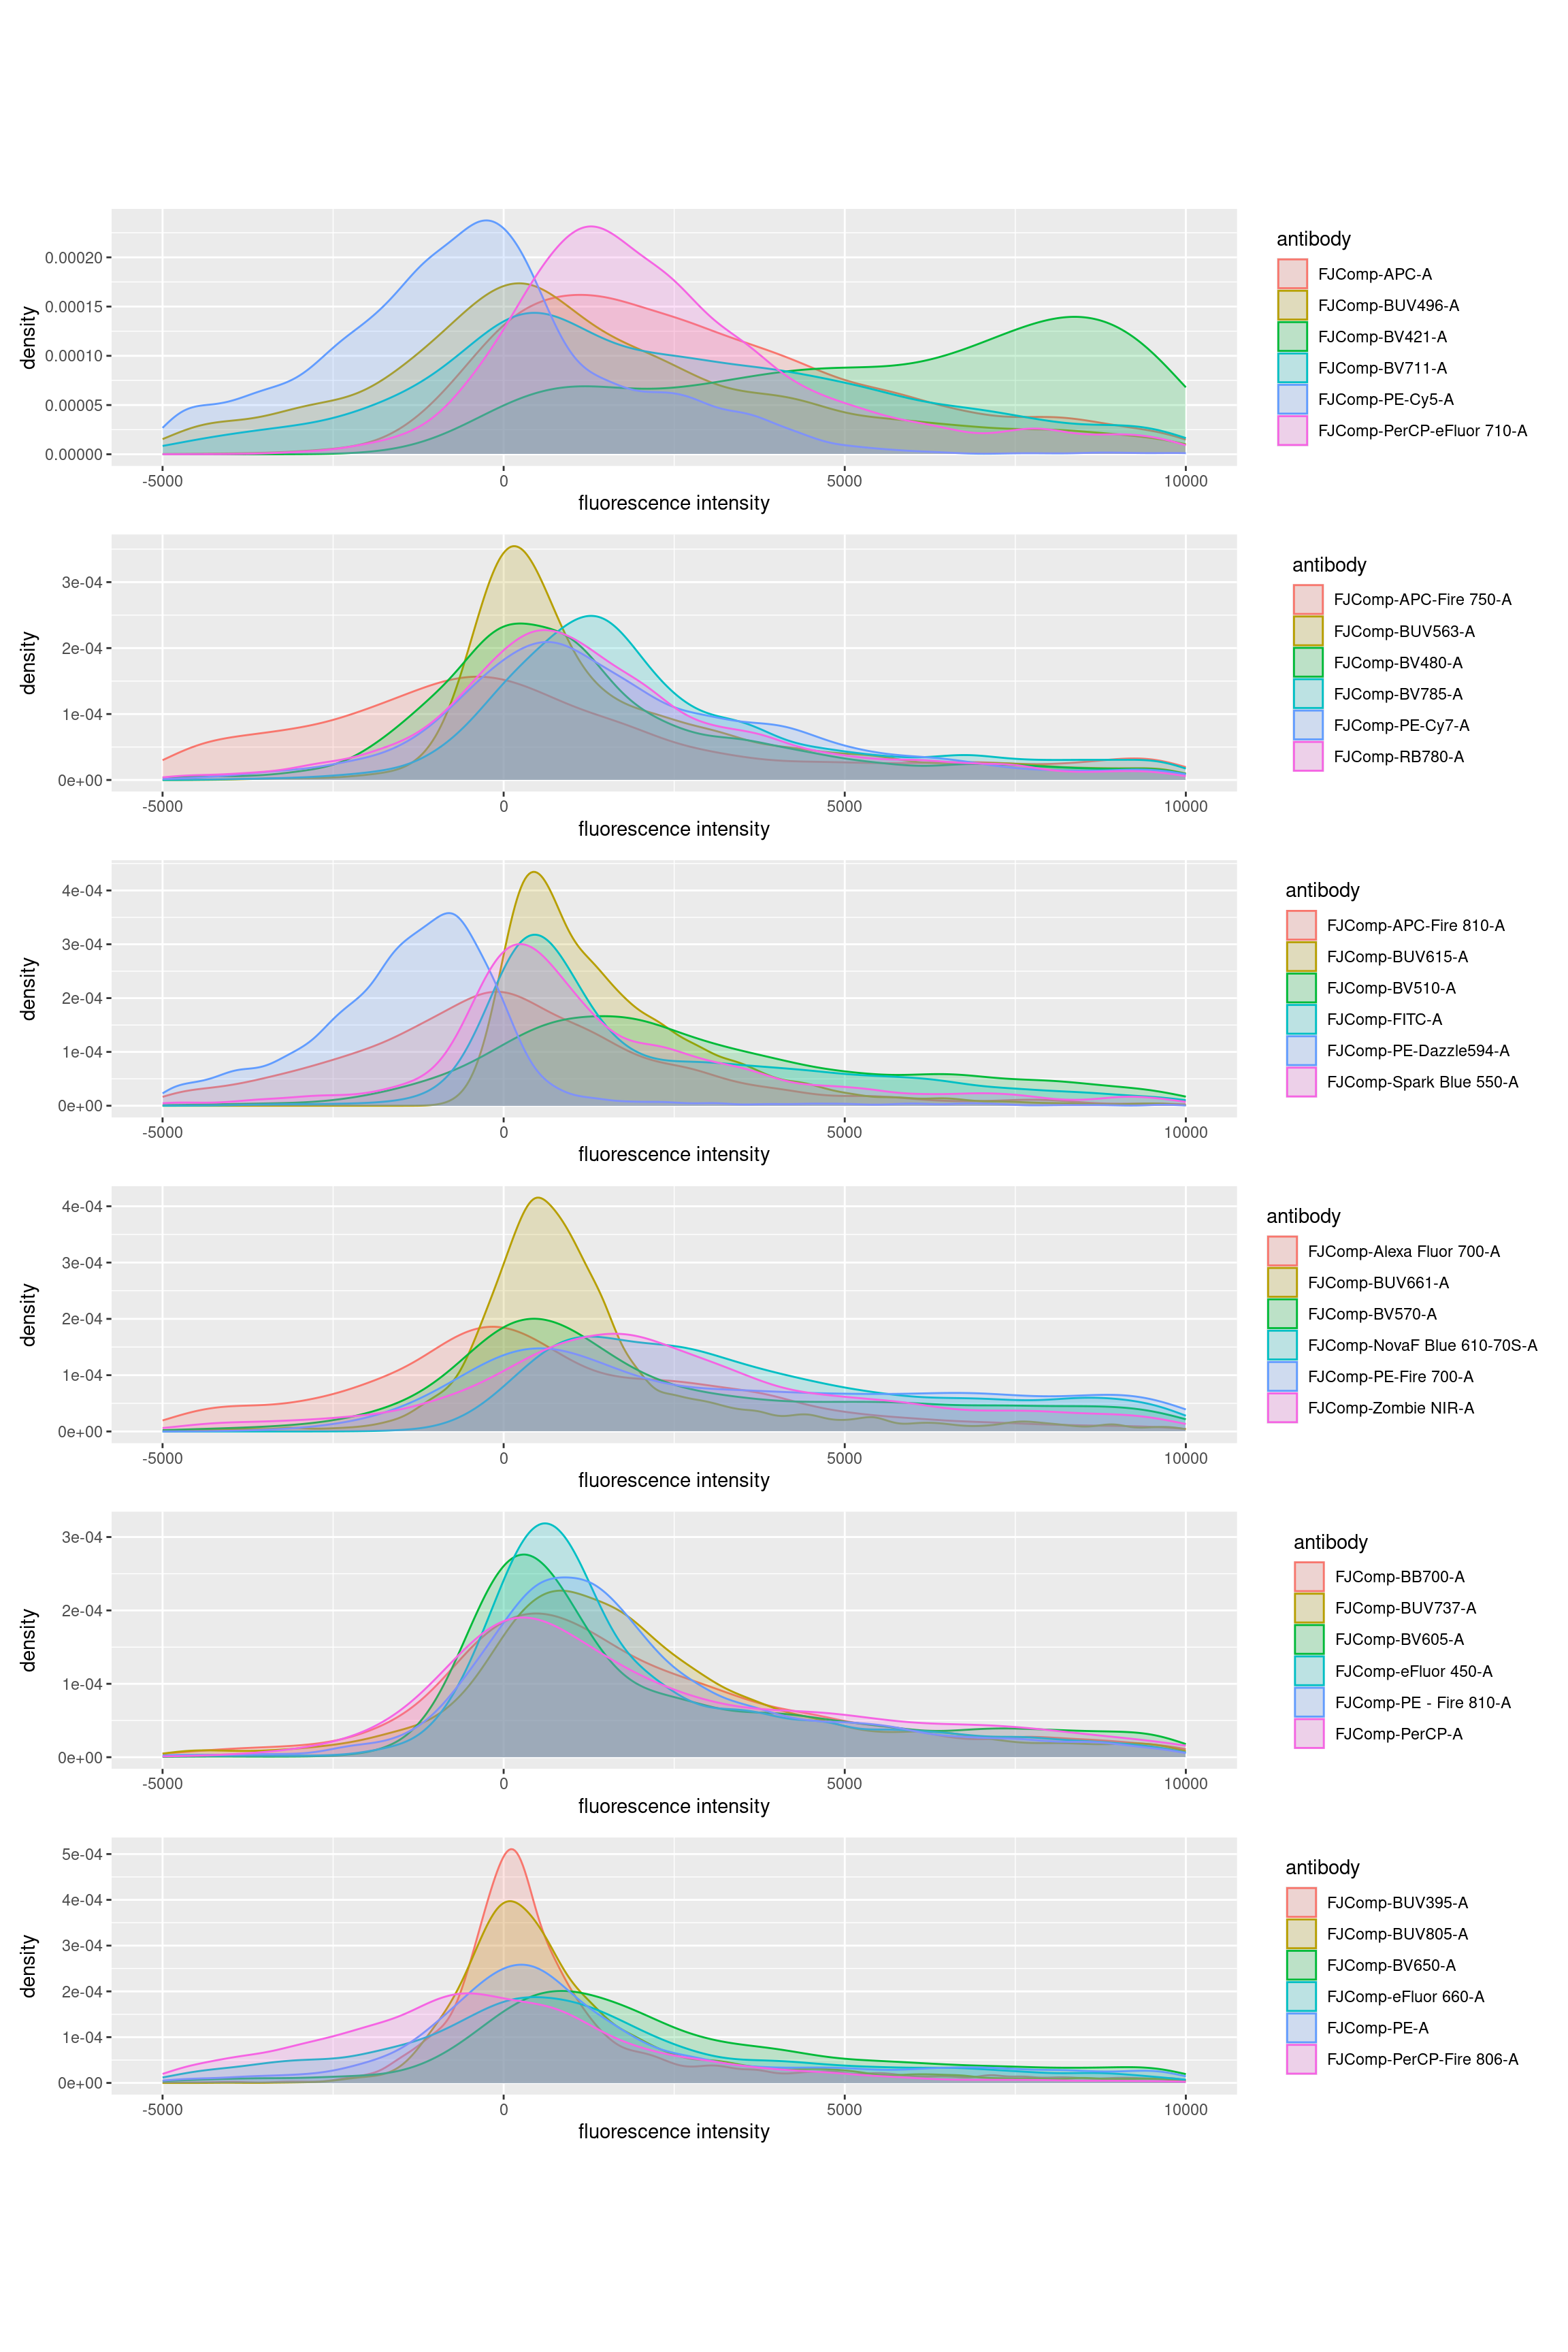 antibody
FJComp-APC-A
FJComp-BUV496-A
FJComp-BV421-A
FJComp-BV711-A
FJComp-PE-Cy5-A
FJComp-PerCP-eFluor 710-A
density
0.00020
0.00015
0.00010
0.00005
0.00000
-5000 0 5000 10000
fluorescence intensity
antibody
FJComp-APC-Fire 750-A
FJComp-BUV563-A
FJComp-BV480-A
FJComp-BV785-A
FJComp-PE-Cy7-A
FJComp-RB780-A
density
3e-04
2e-04
1e-04
0e+00
-5000 0 5000 10000
fluorescence intensity
antibody
FJComp-APC-Fire 810-A
FJComp-BUV615-A
FJComp-BV510-A
FJComp-FITC-A
FJComp-PE-Dazzle594-A
FJComp-Spark Blue 550-A
density
4e-04
3e-04
2e-04
1e-04
0e+00
-5000 0 5000 10000
fluorescence intensity
antibody
FJComp-Alexa Fluor 700-A
FJComp-BUV661-A
FJComp-BV570-A
FJComp-NovaF Blue 610-70S-A
FJComp-PE-Fire 700-A
FJComp-Zombie NIR-A
density
4e-04
3e-04
2e-04
1e-04
0e+00
-5000 0 5000 10000
fluorescence intensity
antibody
FJComp-BB700-A
FJComp-BUV737-A
FJComp-BV605-A
FJComp-eFluor 450-A
FJComp-PE - Fire 810-A
FJComp-PerCP-A
density
3e-04
2e-04
1e-04
0e+00
-5000 0 5000 10000
fluorescence intensity
antibody
FJComp-BUV395-A
FJComp-BUV805-A
FJComp-BV650-A
FJComp-eFluor 660-A
FJComp-PE-A
FJComp-PerCP-Fire 806-A
density
5e-04
4e-04
3e-04
2e-04
1e-04
0e+00
-5000 0 5000 10000
fluorescence intensity